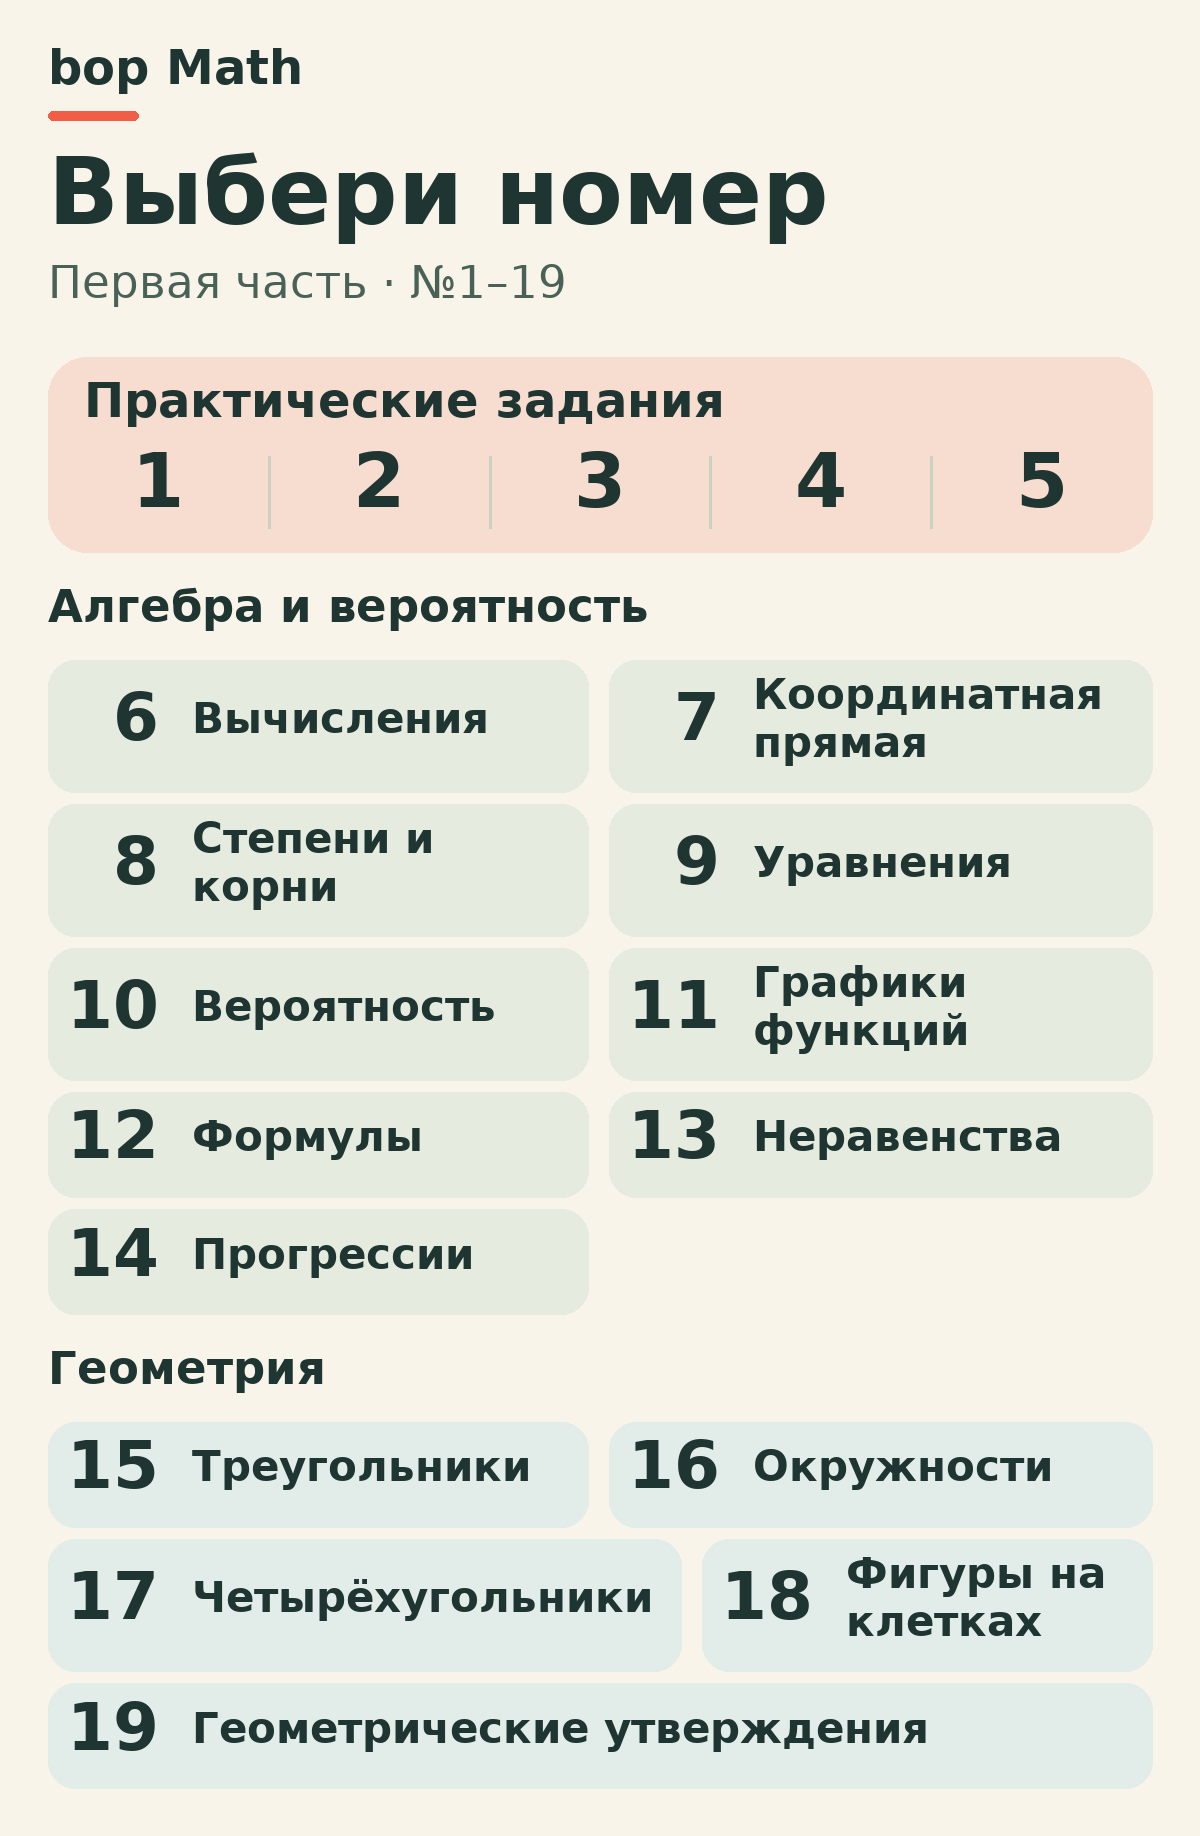 bop Math
Выбери номер
Первая часть · №1–19
Практические задания
1 2 3 4 5
Алгебра и вероятность
6 Вычисления
7 Координатная
прямая
8 Степени и
корни
9 Уравнения
10 Вероятность
11 Графики
функций
12 Формулы
13 Неравенства
14 Прогрессии
Геометрия
15 Треугольники
16 Окружности
17 Четырёхугольники
18 Фигуры на
клетках
19 Геометрические утверждения